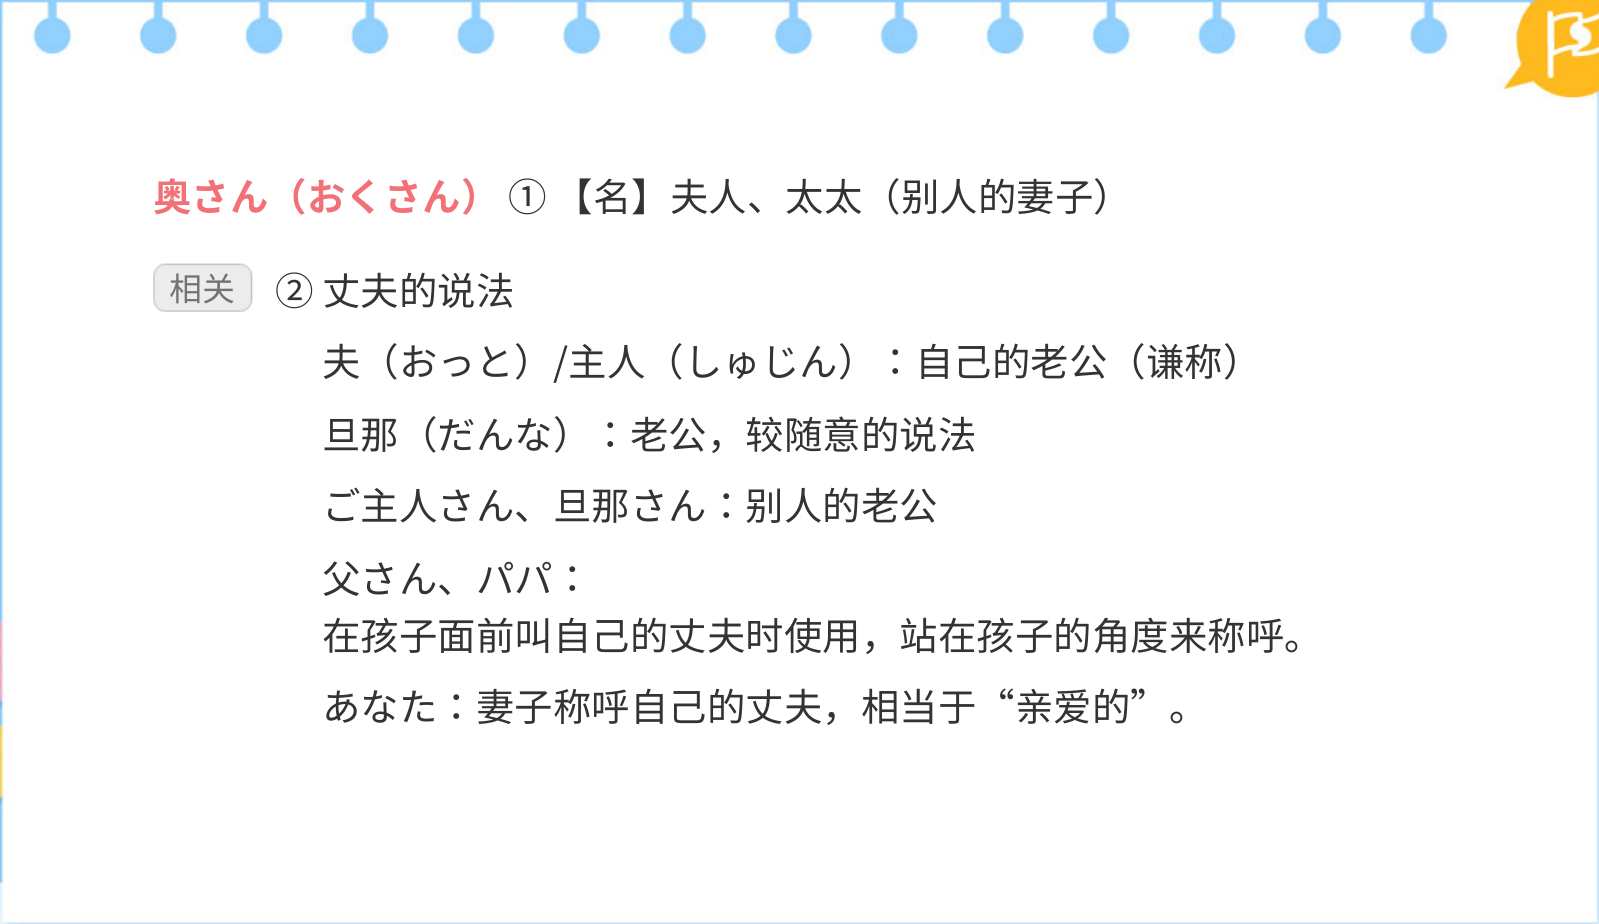 奥さん（おくさん） ① 【名】夫人、太太（别人的妻子）
相关 ② 丈夫的说法
夫（おっと）/主人（しゅじん）：自己的老公（谦称）
旦那（だんな）：老公，较随意的说法
ご主人さん、旦那さん：别人的老公
父さん、パパ：
在孩子面前叫自己的丈夫时使用，站在孩子的角度来称呼。
あなた：妻子称呼自己的丈夫，相当于“亲爱的”。